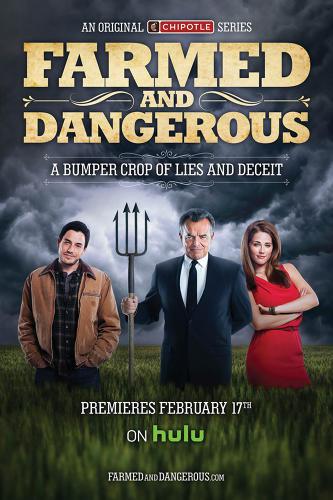 AN ORIGINAL CHIPOTLE SERIES
FARMED
AND
DANGEROUS
A BUMPER CROP OF LIES AND DECEIT
PREMIERES FEBRUARY 17TH
ON hulu
FARMEDANDDANGEROUS.COM